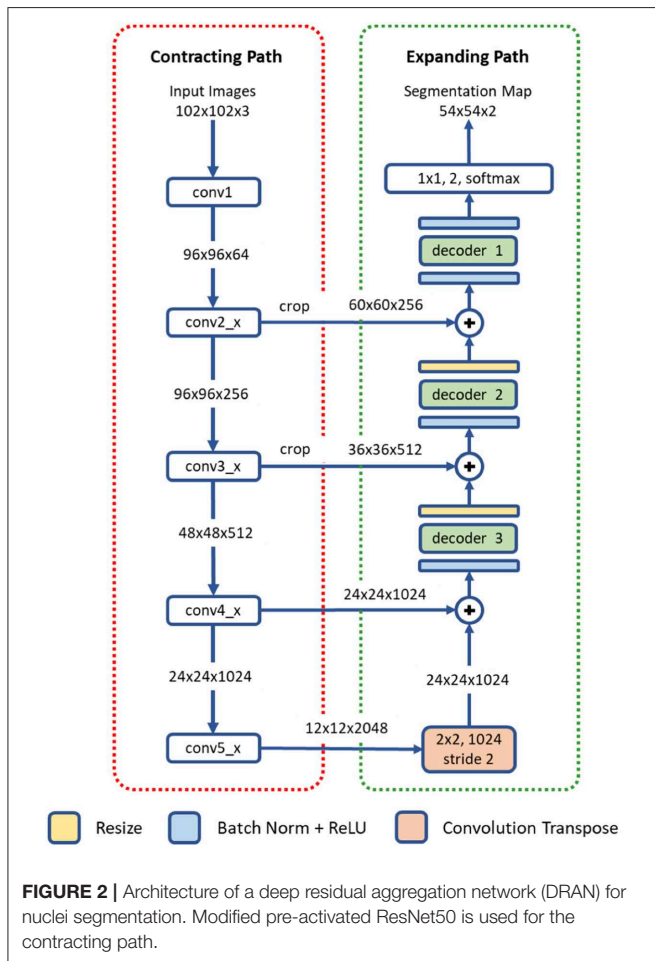 Contracting Path
Expanding Path
Input Images
102x102x3
Segmentation Map
54x54x2
conv1
1x1, 2, softmax
96x96x64
decoder 1
conv2_x
crop
60x60x256
96x96x256
decoder 2
conv3_x
crop
36x36x512
48x48x512
decoder 3
conv4_x
24x24x1024
24x24x1024
24x24x1024
conv5_x
12x12x2048
2x2, 1024
stride 2
Resize
Batch Norm + ReLU
Convolution Transpose
FIGURE 2 | Architecture of a deep residual aggregation network (DRAN) for
nuclei segmentation. Modified pre-activated ResNet50 is used for the
contracting path.